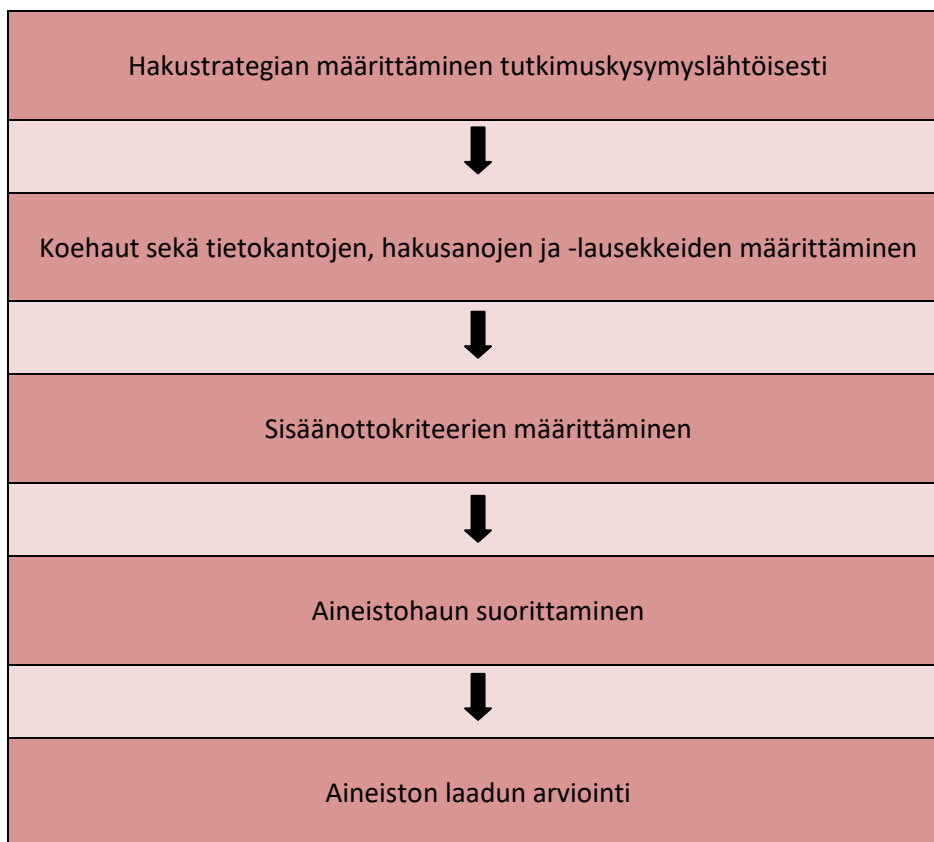 Hakustrategian määrittäminen tutkimuskysymyslähtöisesti
Koehaut sekä tietokantojen, hakusanojen ja -lausekkeiden määrittäminen
Sisäänottokriteerien määrittäminen
Aineistohaun suorittaminen
Aineiston laadun arviointi